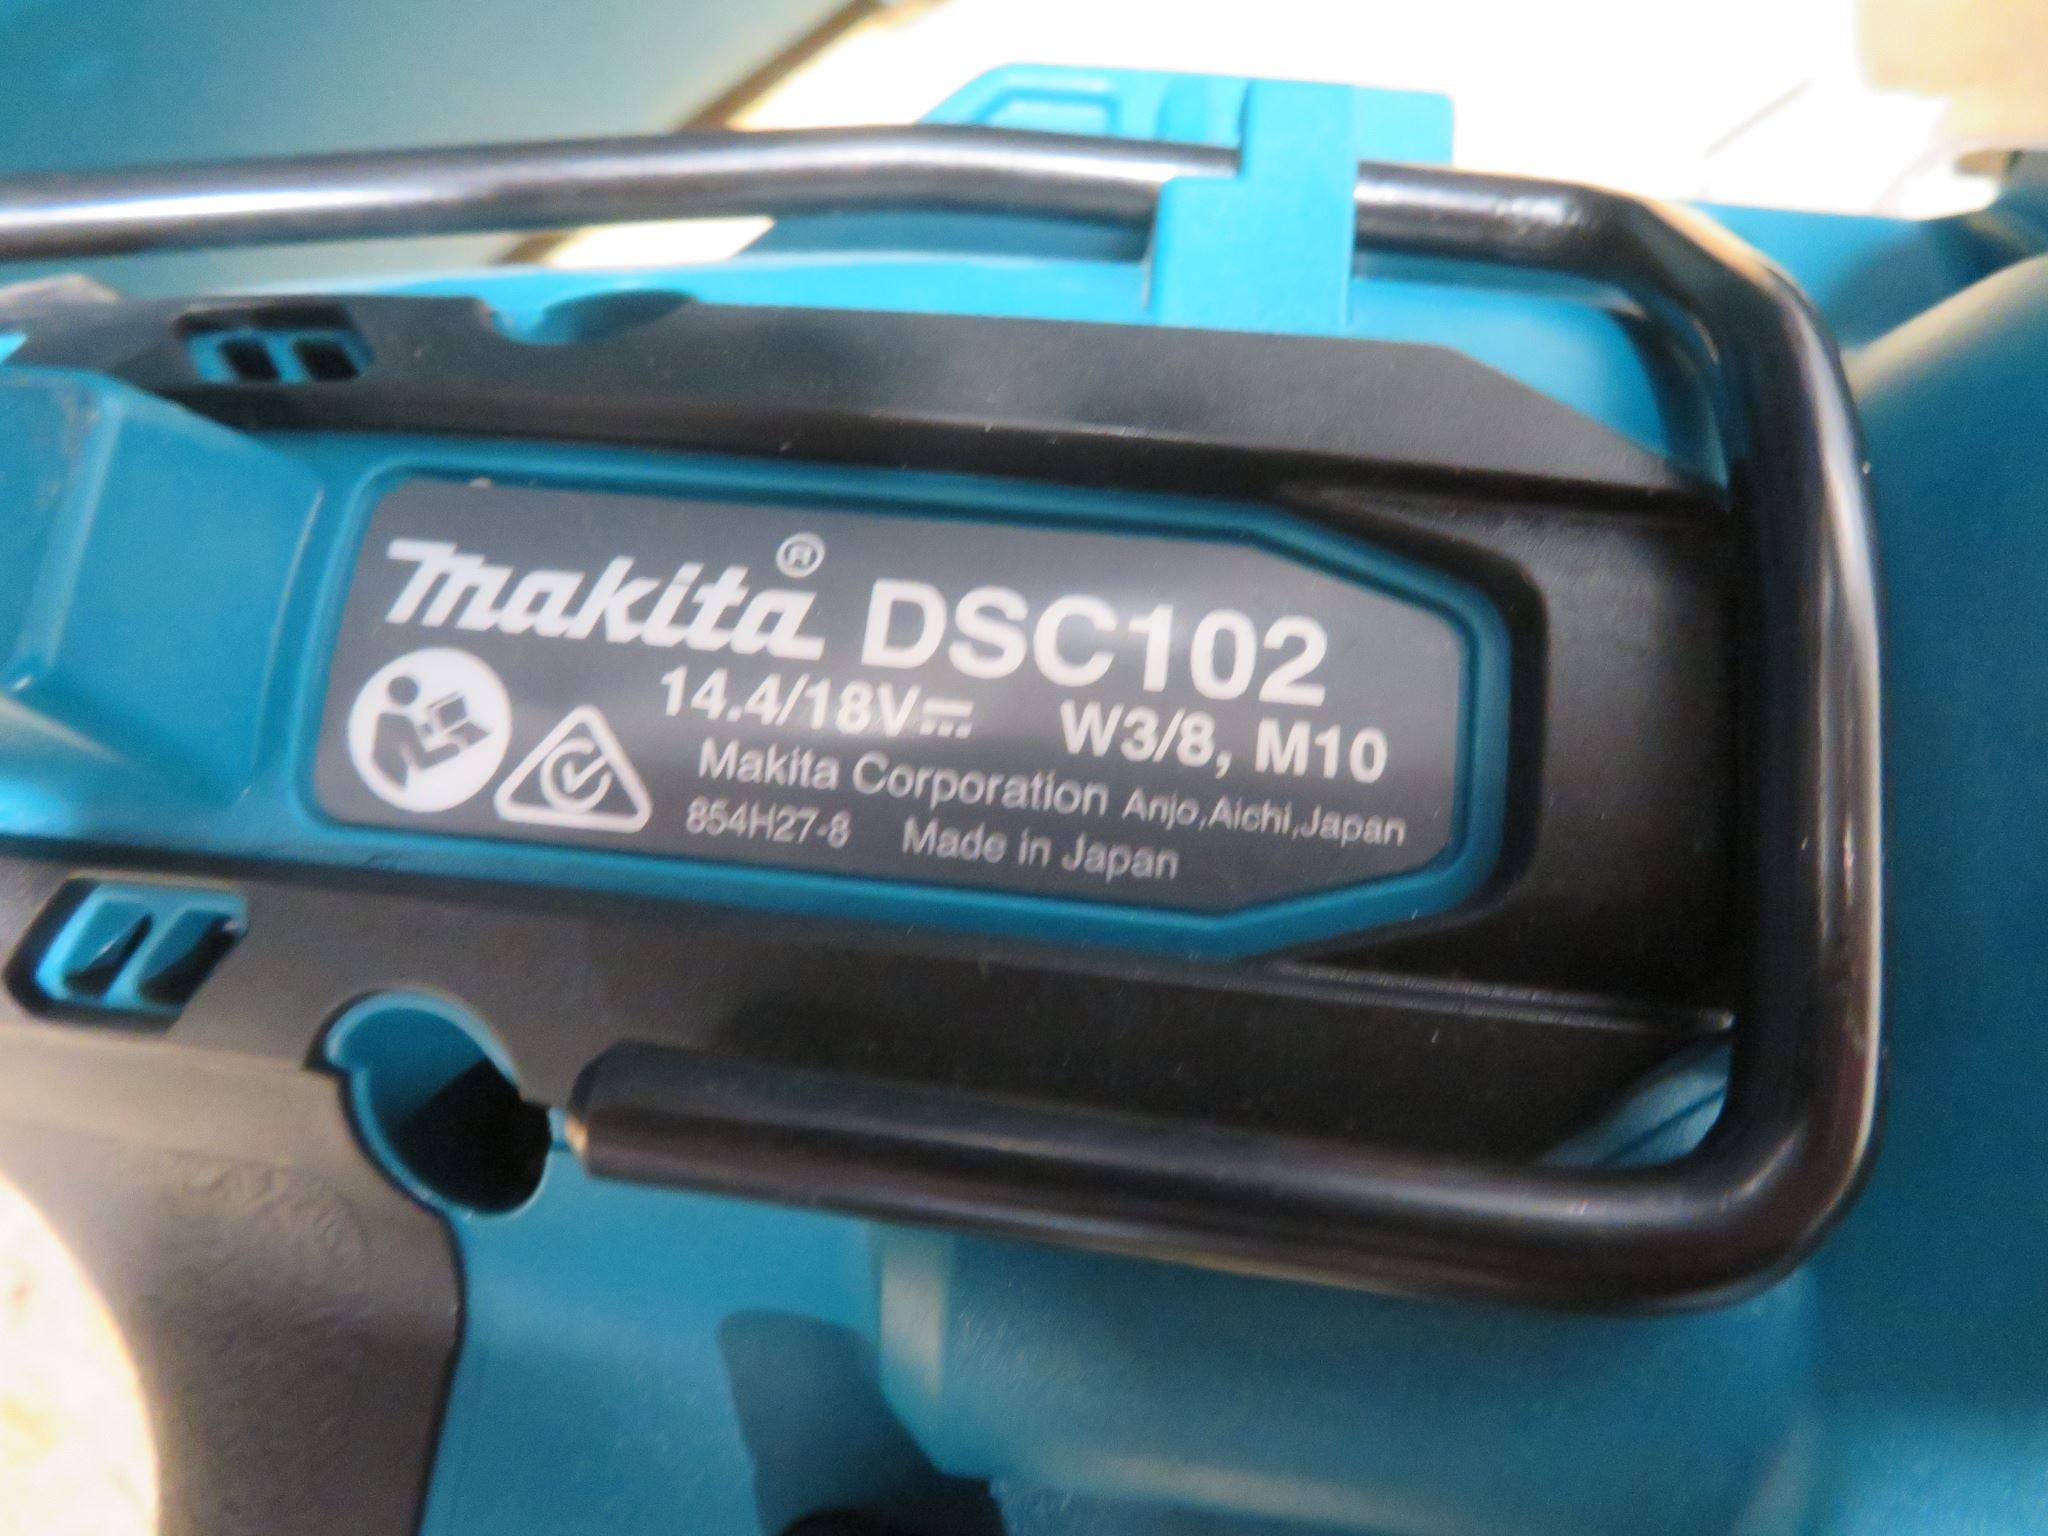 makita® DSC102
14.4/18V⎓ W3/8, M10
Makita Corporation Anjo,Aichi,Japan
854H27-8 Made in Japan